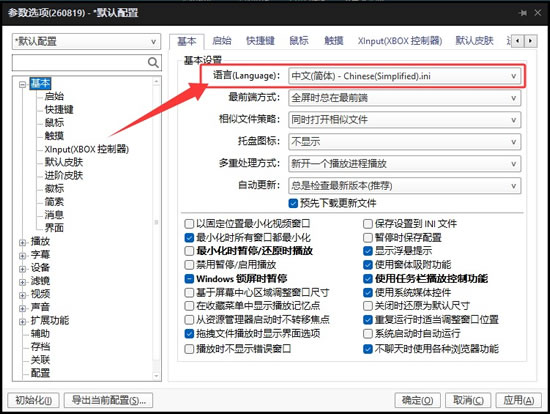 参数选项(260819) - *默认配置
*默认配置
基本
启始
快捷键
鼠标
触摸
XInput(XBOX 控制器)
默认皮肤
进阶皮肤
徽标
简索
消息
界面
播放
字幕
设备
滤镜
视频
声音
扩展功能
辅助
存档
关联
配置
基本 启始 快捷键 鼠标 触摸 XInput(XBOX 控制器) 默认皮肤 进
基本设置
语言(Language): 中文(简体) - Chinese(Simplified).ini
最前端方式: 全屏时总在最前端
相似文件策略: 同时打开相似文件
托盘图标: 不显示
多重处理方式: 新开一个播放进程播放
自动更新: 总是检查最新版本(推荐)
预先下载更新文件
以固定位置最小化视频窗口
最小化时所有窗口都最小化
最小化时暂停/还原时播放
禁用暂停/启用播放
Windows 锁屏时暂停
基于屏幕中心区域调整窗口尺寸
在收藏菜单中显示播放记忆点
从资源管理器启动时不转移焦点
拖拽文件播放时显示界面选项
播放时不显示错误窗口
保存设置到 INI 文件
暂停时保存配置
显示浮悬提示
使用窗体吸附功能
使用任务栏播放控制功能
使用系统媒体控件
关闭时还原为默认尺寸
重复运行时适当调整窗口位置
系统启动时自动运行
不聊天时使用各种浏览器功能
初始化(I) 导出当前配置(S)... 确定(O) 取消(C) 应用(A)